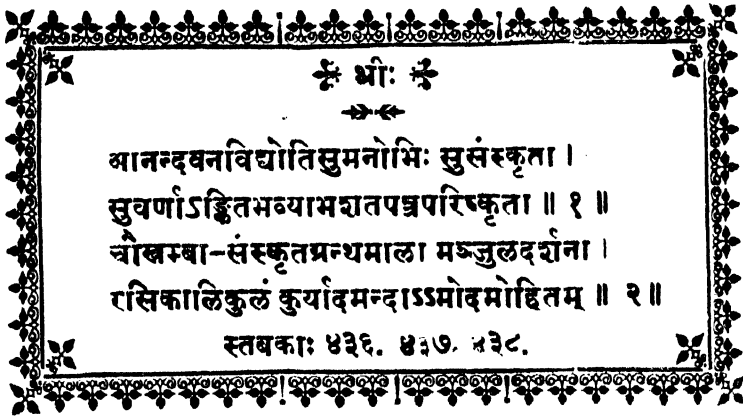 श्रीः
आनन्दवनविद्योतिसुमनोभिः सुसंस्कृता ।
सुवर्णाऽङ्कितभव्याभशतपत्रपरिष्कृता ॥ १ ॥
चौखम्बा-संस्कृतग्रन्थमाला मञ्जुलदर्शना ।
रसिकालिकुलं कुर्यादमन्दाऽऽमोदमोहितम् ॥ २ ॥
स्तबकाः ४३६. ४३७. ४३८.